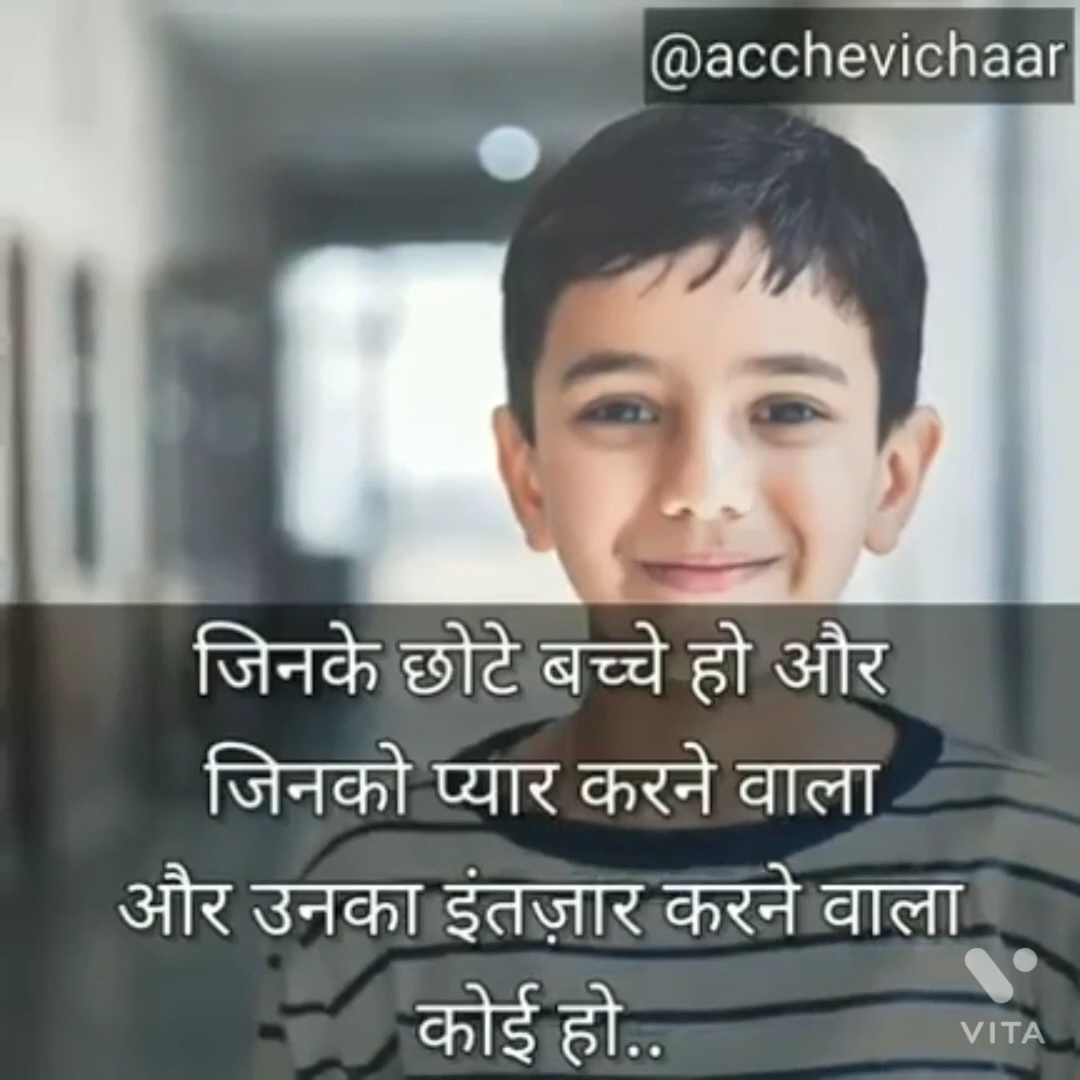 @acchevichaar
जिनके छोटे बच्चे हो और
जिनको प्यार करने वाला
और उनका इंतज़ार करने वाला
कोई हो..
VITA